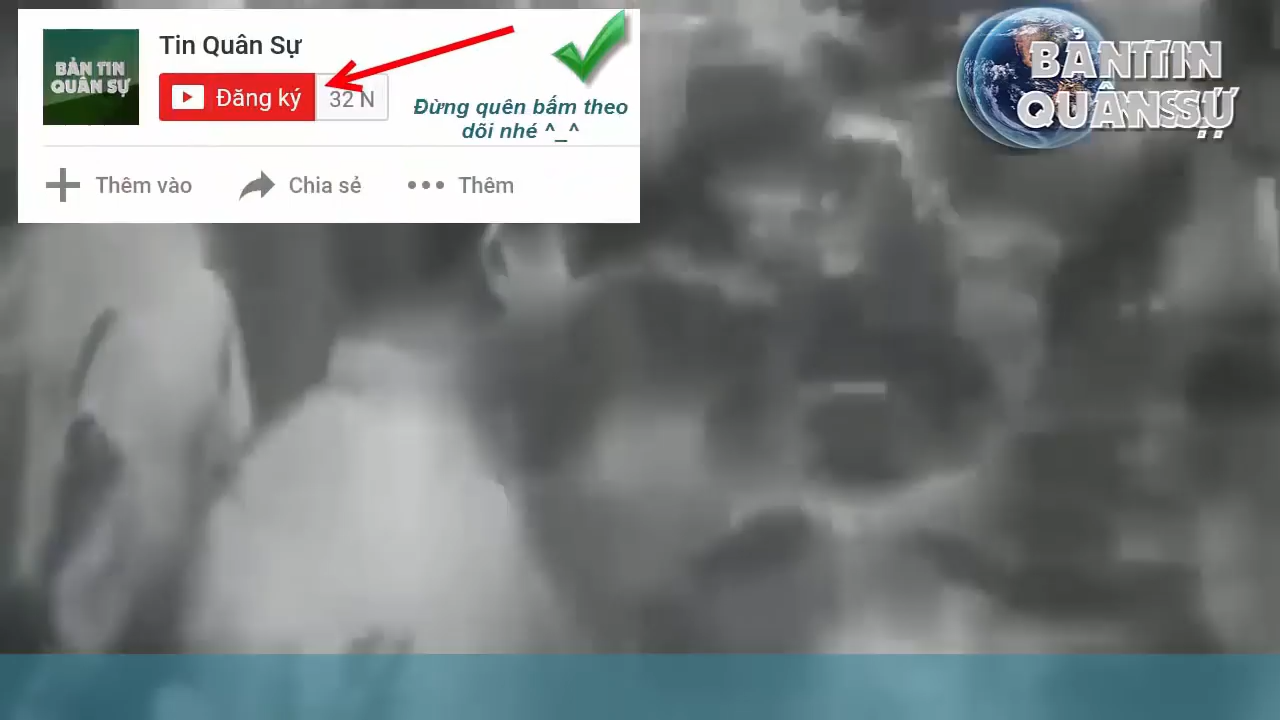 Tin Quân Sự
BẢN TIN
QUÂN SỰ
Đăng ký
32 N
Đừng quên bấm theo
dõi nhé ^_^
Thêm vào
Chia sẻ
Thêm
BẢN TIN
QUÂN SỰ